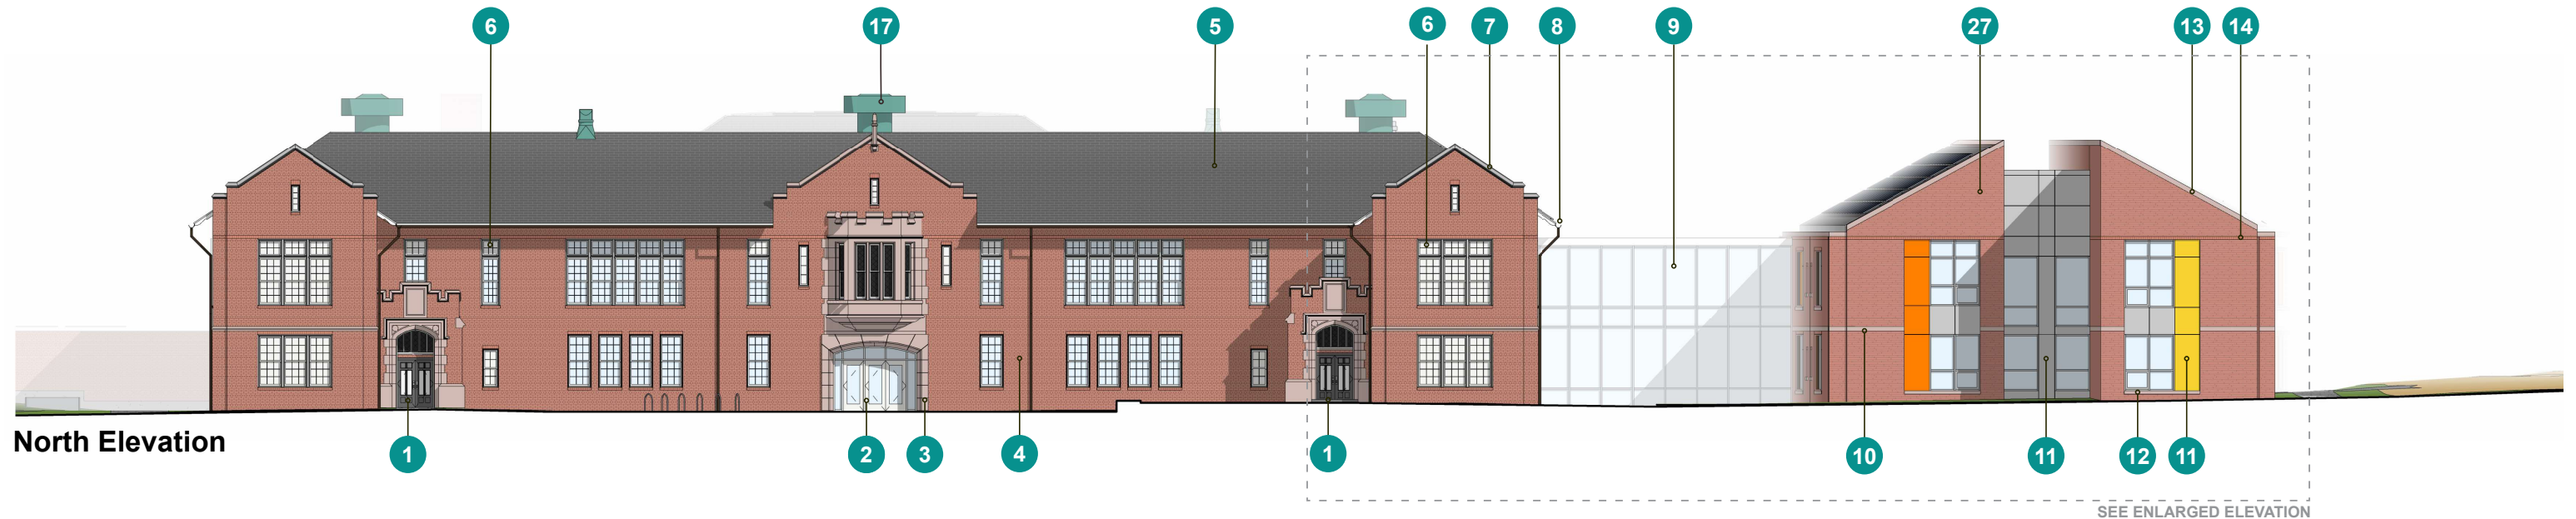 6 17 5 6 7 8 9 27 13 14
North Elevation
1 2 3 4 1 10 11 12 11
SEE ENLARGED ELEVATION